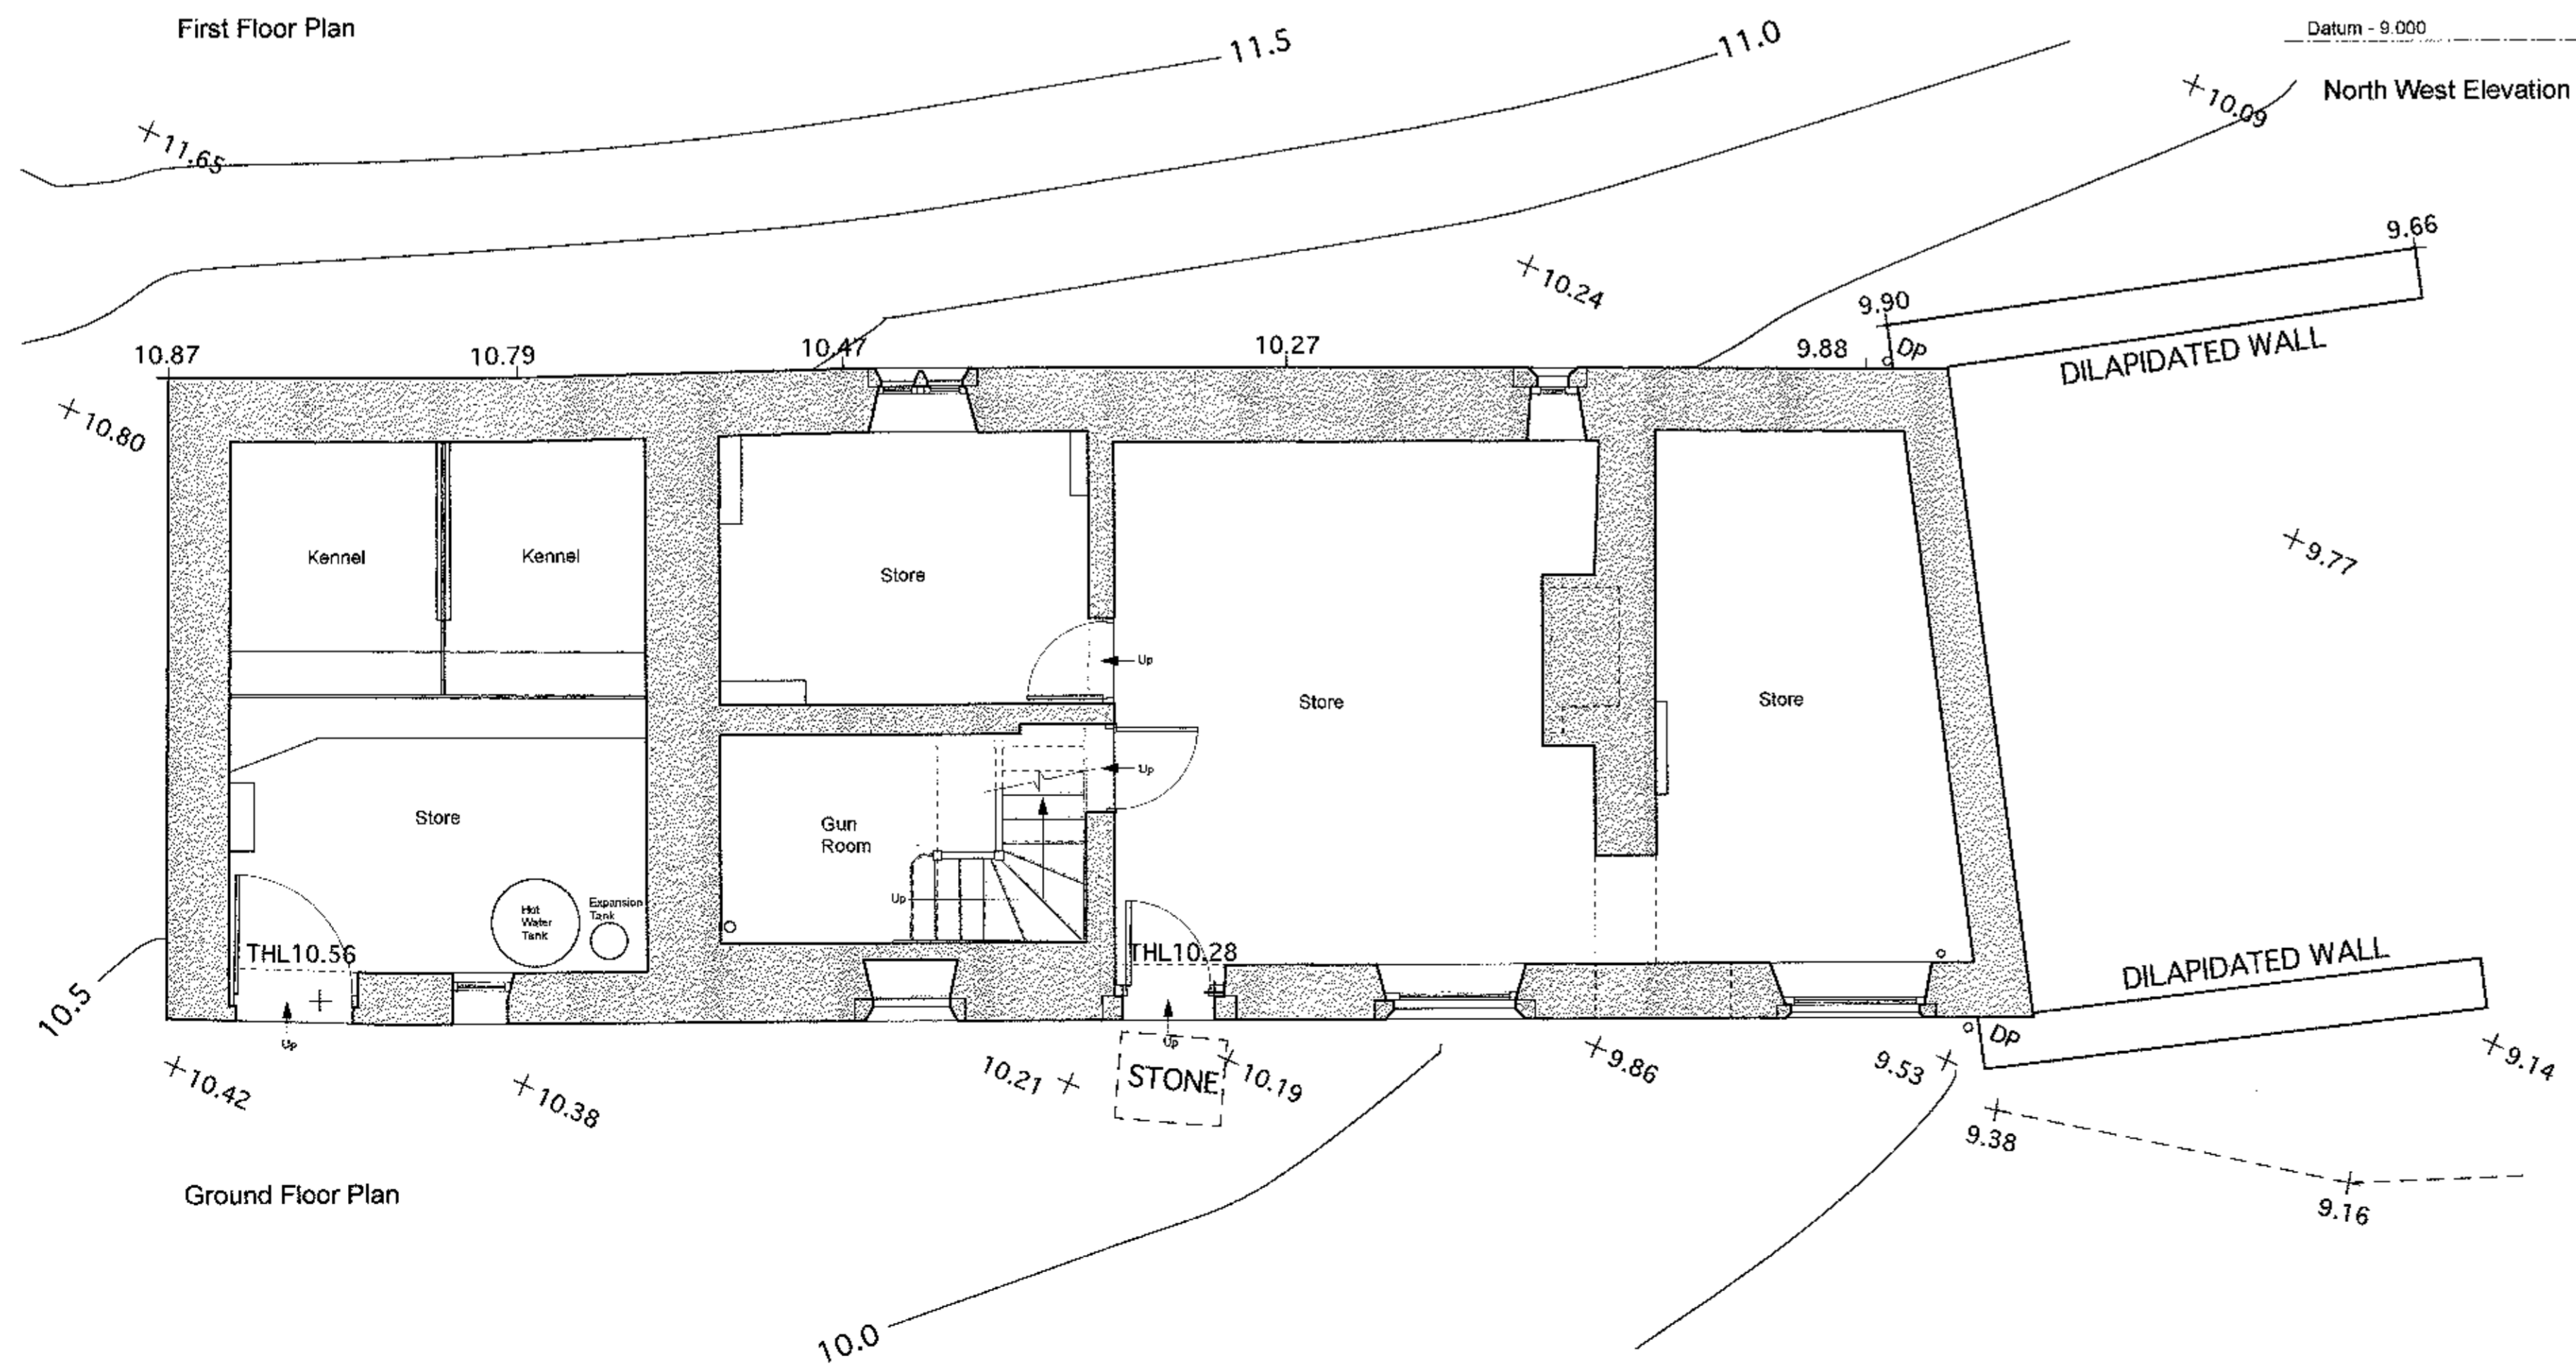 First Floor Plan
11.5
11.0
Datum - 9.000
North West Elevation
10.09
11.65
9.66
10.24
9.90
DP
9.88
DILAPIDATED WALL
10.87
10.79
10.47
10.27
10.80
Kennel
Kennel
Store
9.77
Up
Store
Store
Up
Store
Gun
Room
Up
Hot
Water
Tank
Expansion
Tank
THL10.56
THL10.28
DILAPIDATED WALL
10.5
Up
Up
DP
10.42
10.38
10.21
STONE
10.19
9.86
9.53
9.14
9.38
9.16
Ground Floor Plan
10.0